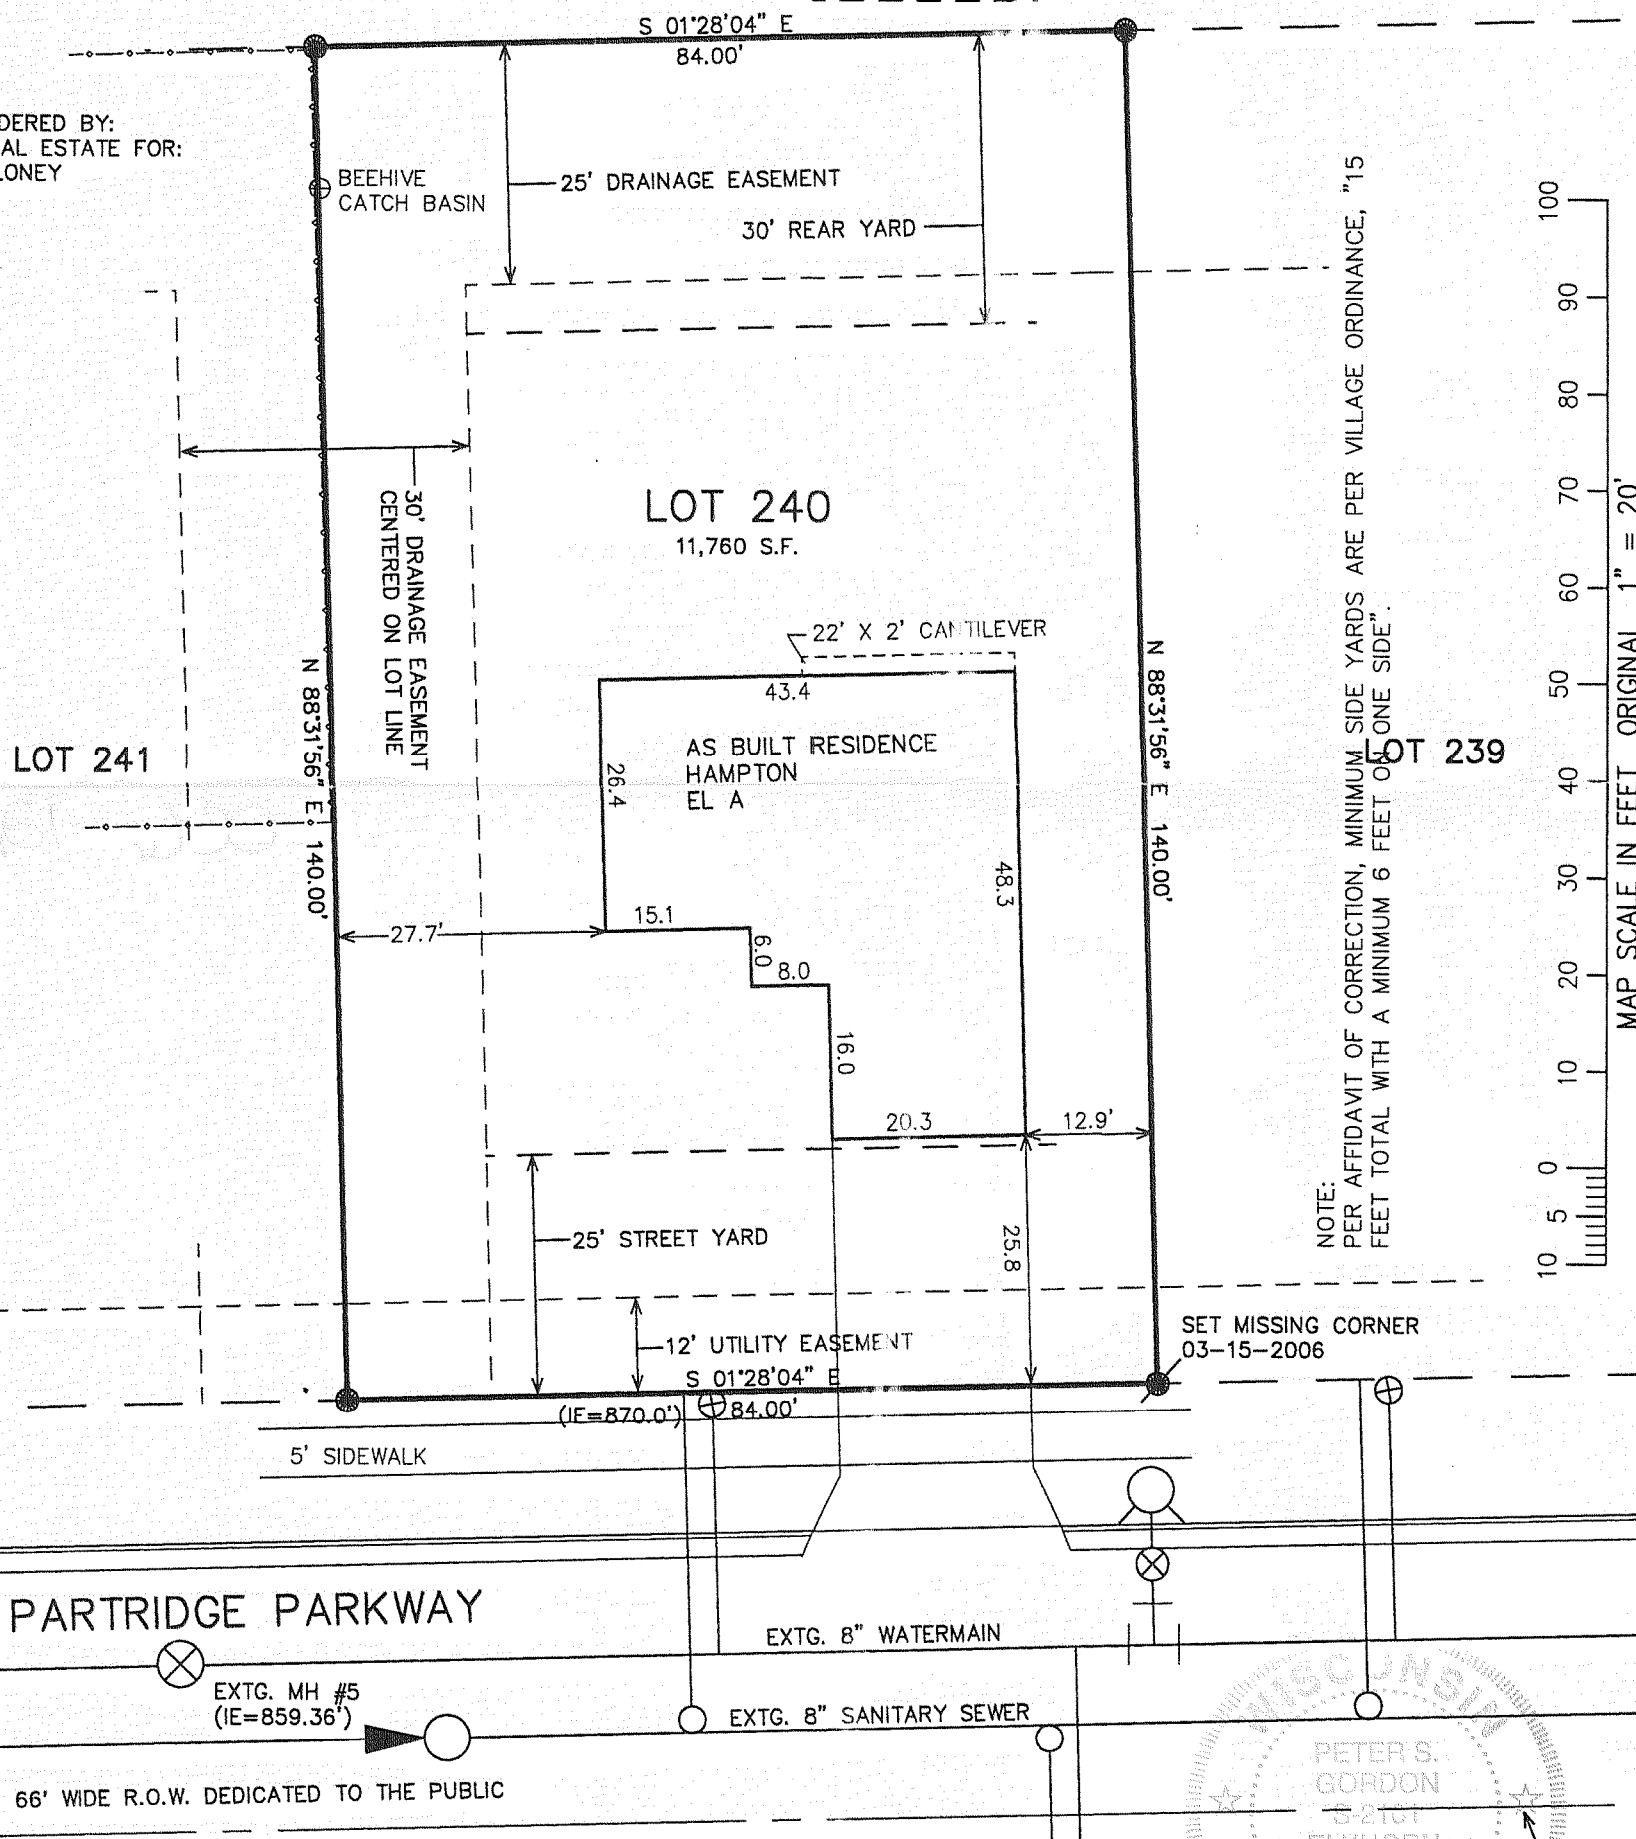 S 01°28'04" E
84.00'
DERED BY:
AL ESTATE FOR:
LONEY
BEEHIVE
CATCH BASIN
25' DRAINAGE EASEMENT
30' REAR YARD
30' DRAINAGE EASEMENT
CENTERED ON LOT LINE
LOT 240
11,760 S.F.
22' X 2' CANTILEVER
43.4
AS BUILT RESIDENCE
HAMPTON
EL A
26.4
48.3
N 88°31'56" E 140.00'
N 88°31'56" E 140.00'
LOT 241
LOT 239
27.7'
15.1
6.0
8.0
16.0
20.3
12.9'
25.8
25' STREET YARD
12' UTILITY EASEMENT
S 01°28'04" E
(IE=870.0')
84.00'
SET MISSING CORNER
03-15-2006
NOTE:
PER AFFIDAVIT OF CORRECTION, MINIMUM SIDE YARDS ARE PER VILLAGE ORDINANCE, "15
FEET TOTAL WITH A MINIMUM 6 FEET ON ONE SIDE".
100
90
80
70
60
50
40
30
20
10
0
5
10
MAP SCALE IN FEET ORIGINAL 1" = 20'
5' SIDEWALK
PARTRIDGE PARKWAY
EXTG. 8" WATERMAIN
EXTG. MH #5
(IE=859.36')
EXTG. 8" SANITARY SEWER
66' WIDE R.O.W. DEDICATED TO THE PUBLIC
WISCONSIN
PETER S.
GORDON
S-2101